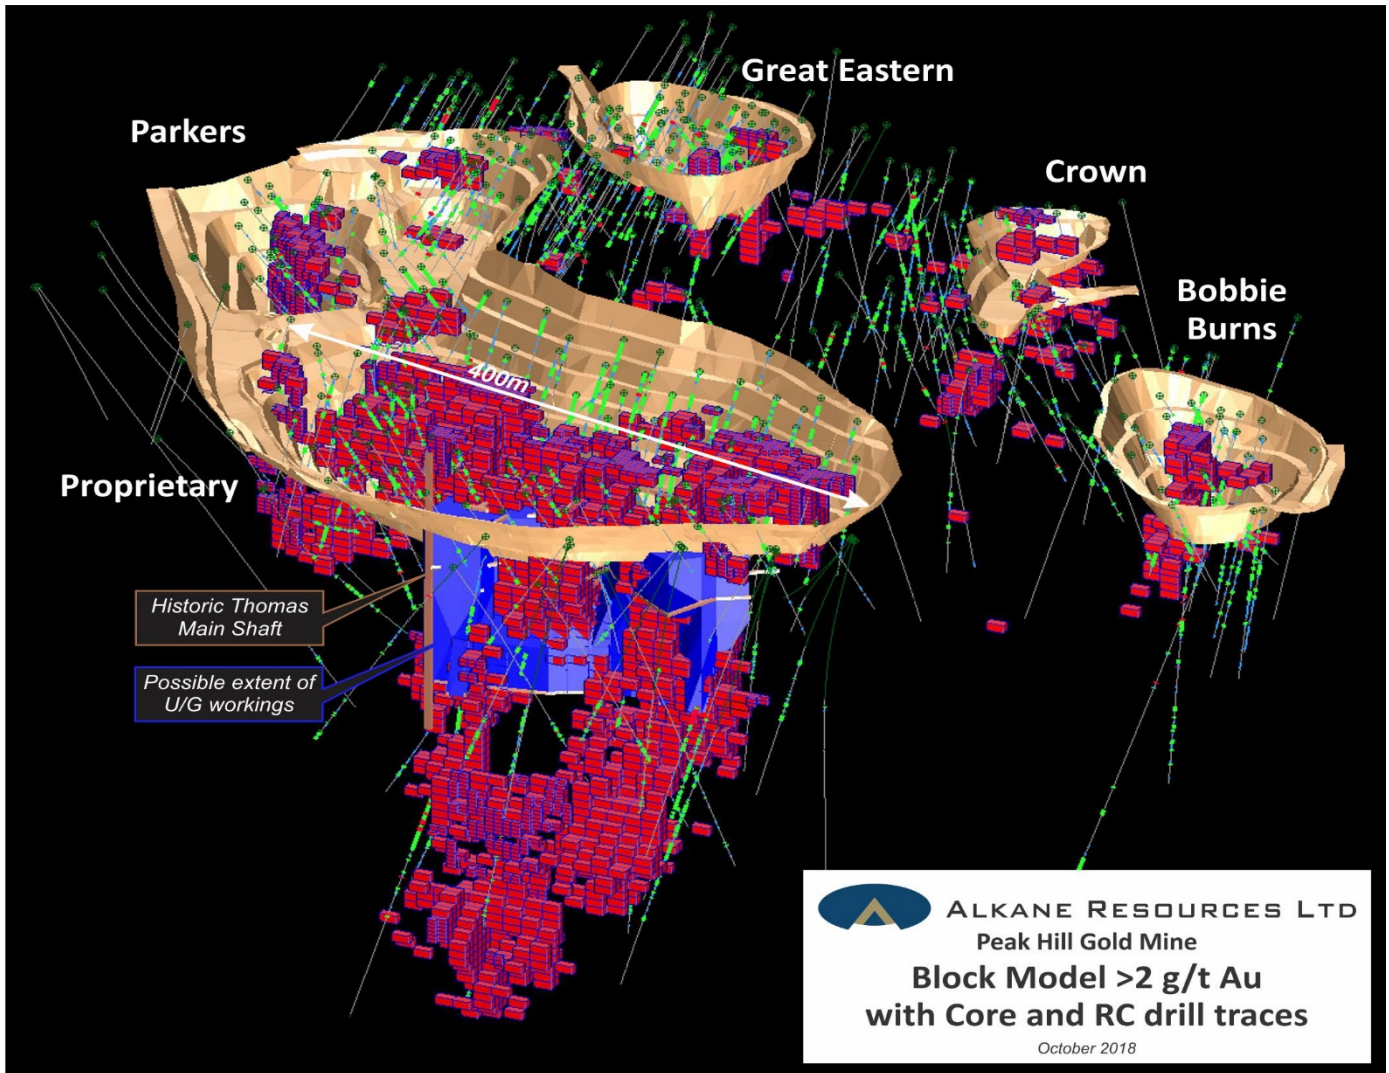 Great Eastern
Parkers
Crown
Bobbie
Burns
400m
Proprietary
Historic Thomas
Main Shaft
Possible extent of
U/G workings
ALKANE RESOURCES LTD
Peak Hill Gold Mine
Block Model >2 g/t Au
with Core and RC drill traces
October 2018